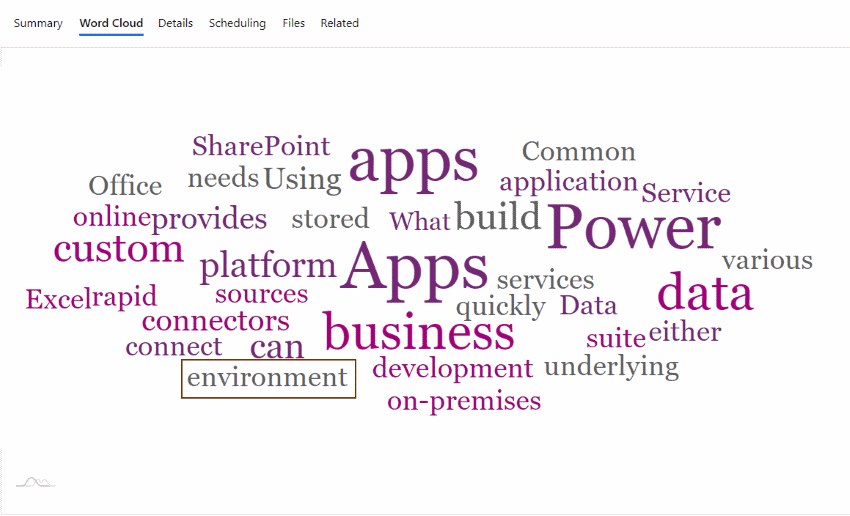 Summary Word Cloud Details Scheduling Files Related
SharePoint apps Common
Office needs Using application Service
online provides stored What build Power
custom platform Apps services various
Excel rapid sources quickly Data data
connectors business suite either
connect can development underlying
environment
on-premises